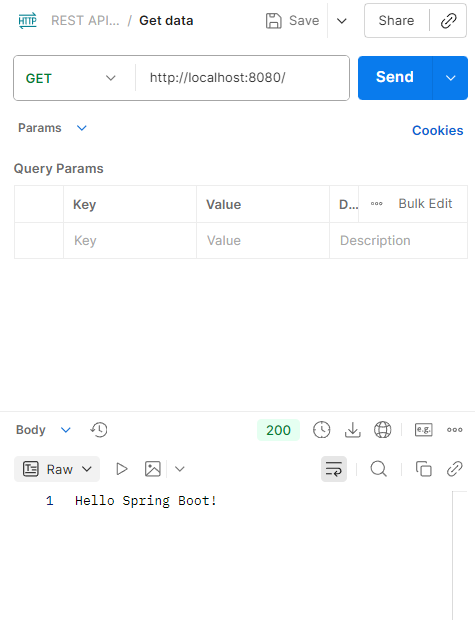 HTTP REST API... / Get data Save Share
GET http://localhost:8080/ Send
Params Cookies
Query Params
Key Value D... Bulk Edit
Key Value Description
Body 200 e.g.
Raw
1 Hello Spring Boot!